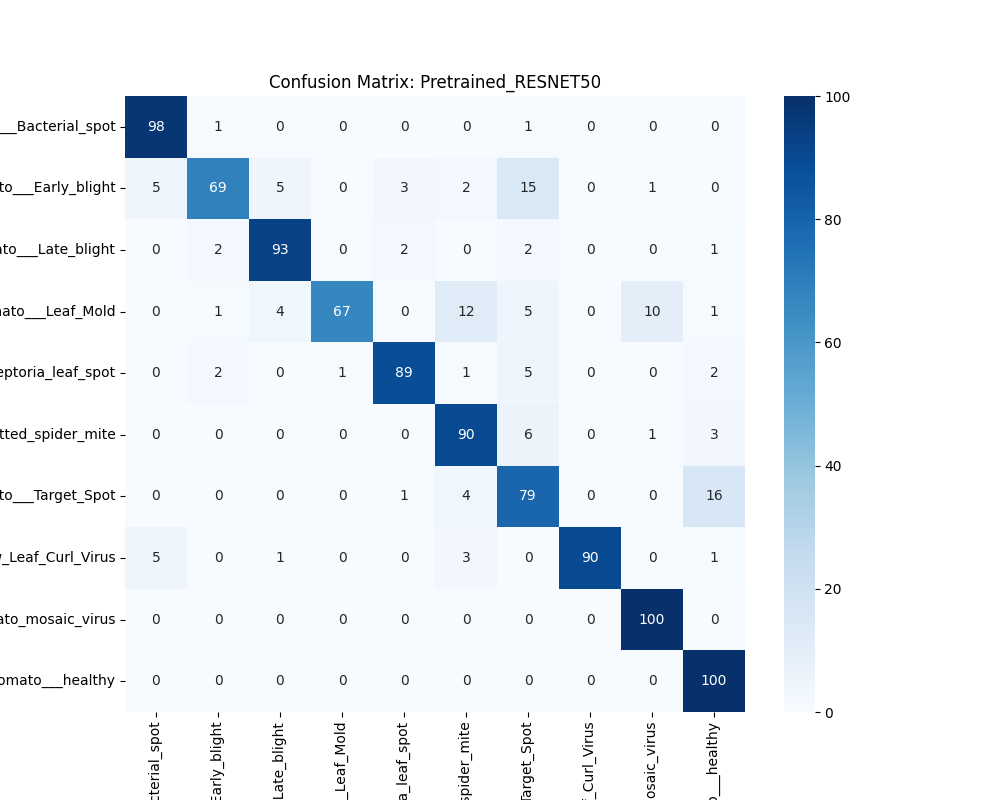 Confusion Matrix: Pretrained_RESNET50
___Bacterial_spot 98 1 0 0 0 0 1 0 0 0
to___Early_blight 5 69 5 0 3 2 15 0 1 0
ato___Late_blight 0 2 93 0 2 0 2 0 0 1
nato___Leaf_Mold 0 1 4 67 0 12 5 0 10 1
eptoria_leaf_spot 0 2 0 1 89 1 5 0 0 2
tted_spider_mite 0 0 0 0 0 90 6 0 1 3
to___Target_Spot 0 0 0 0 1 4 79 0 0 16
_Leaf_Curl_Virus 5 0 1 0 0 3 0 90 0 1
ato_mosaic_virus 0 0 0 0 0 0 0 0 100 0
omato___healthy 0 0 0 0 0 0 0 0 0 100
cterial_spot
Early_blight
Late_blight
_Leaf_Mold
a_leaf_spot
spider_mite
Target_Spot
_Curl_Virus
osaic_virus
o___healthy
100
80
60
40
20
0